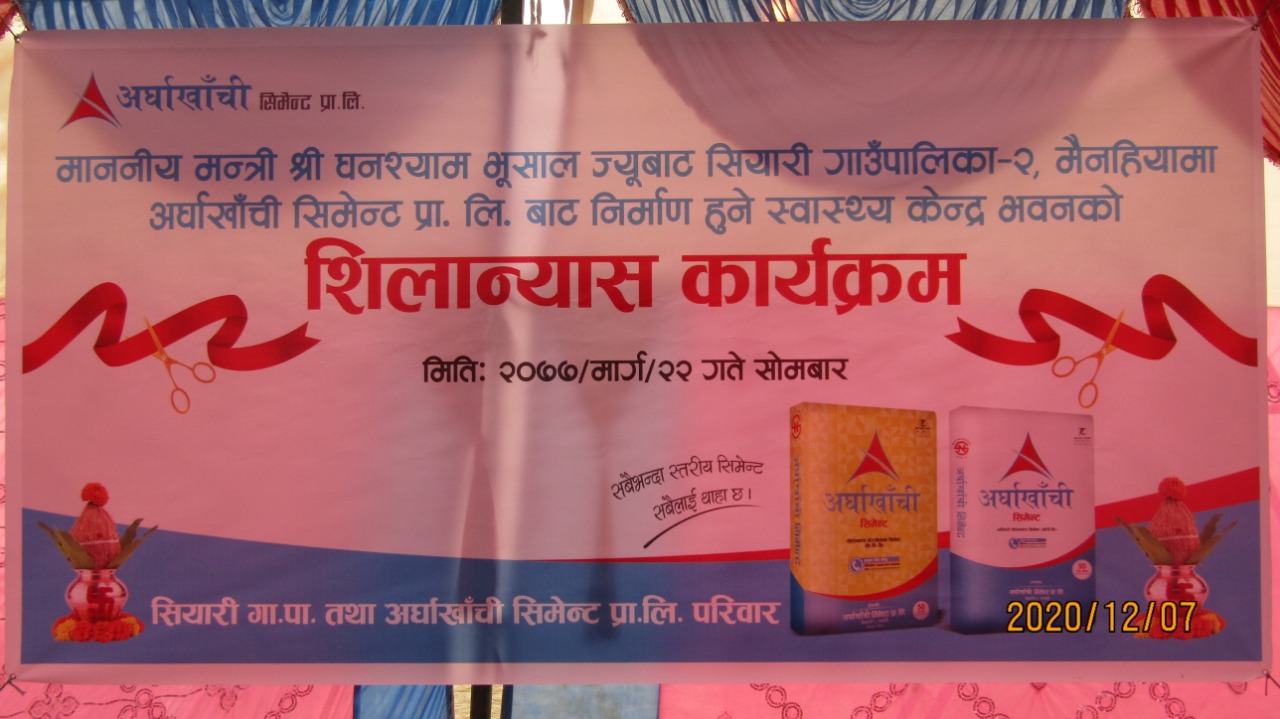 अर्घाखाँची सिमेन्ट प्रा.लि.
माननीय मन्त्री श्री घनश्याम भूसाल ज्यूबाट सियारी गाउँपालिका-२, मैनहियामा
अर्घाखाँची सिमेन्ट प्रा. लि. बाट निर्माण हुने स्वास्थ्य केन्द्र भवनको
शिलान्यास कार्यक्रम
मिति: २०७७/मार्ग/२२ गते सोमबार
सबैभन्दा स्तरीय सिमेन्ट
सबैलाई थाहा छ।
अर्घाखाँची
सिमेन्ट
अर्घाखाँची
सिमेन्ट
सियारी गा.पा. तथा अर्घाखाँची सिमेन्ट प्रा.लि. परिवार
2020/12/07